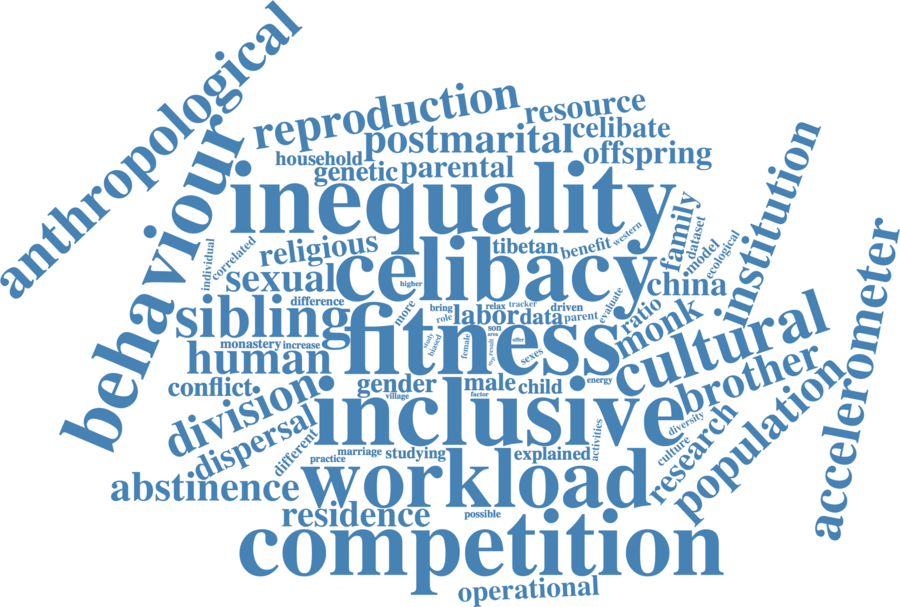 anthropological
behaviour
reproduction
resource
postmarital
celibate
household
genetic
parental
offspring
inequality
institution
individual
correlated
religious
tibetan
benefit
western
family
dataset
model
ecological
sexual
celibacy
china
higher
accelerometer
difference
sibling
more
bring
role
labor
relax
tracker
data
driven
parent
evaluate
ratio
monk
monastery
increase
fitness
study
biased
female
son
area
result
offer
sexes
human
cultural
conflict
gender
village
male
factor
child
energy
brother
division
inclusive
population
dispersal
different
practice
marriage
studying
explained
activities
culture
diversity
research
abstinence
workload
residence
possible
competition
operational